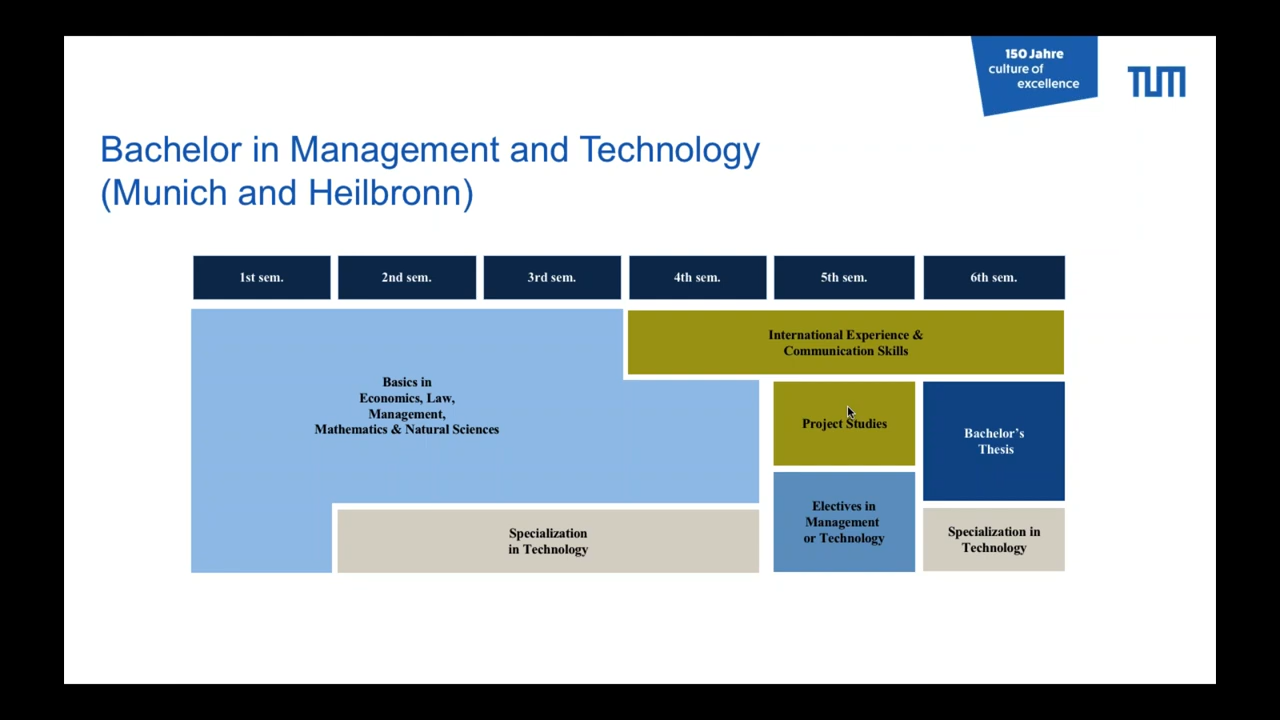 150 Jahre
culture of
excellence
TUM
Bachelor in Management and Technology
(Munich and Heilbronn)
1st sem.
2nd sem.
3rd sem.
4th sem.
5th sem.
6th sem.
International Experience &
Communication Skills
Basics in
Economics, Law,
Management,
Mathematics & Natural Sciences
Project Studies
Bachelor's
Thesis
Electives in
Management
or Technology
Specialization
in Technology
Specialization in
Technology